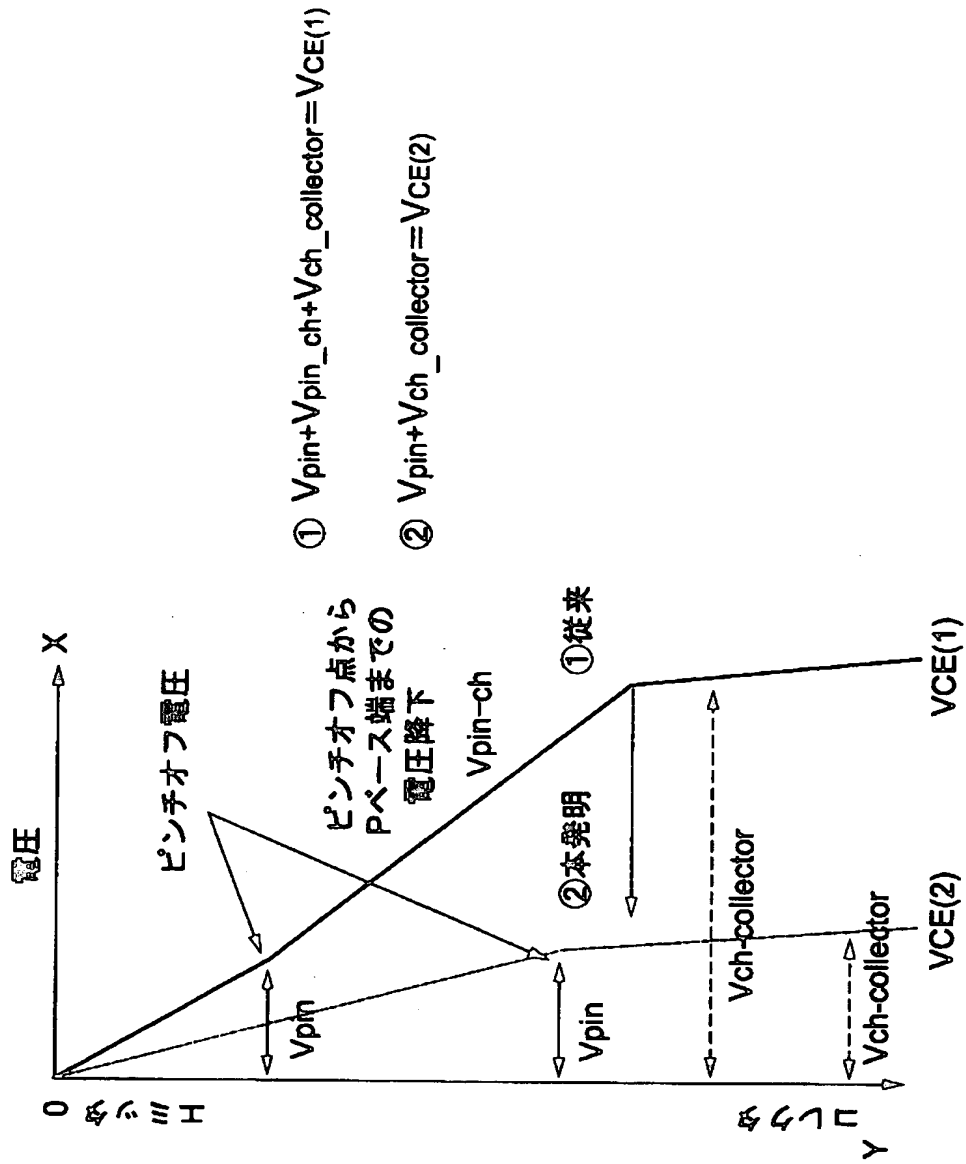 電圧
X
0
エミッタ
Y
コレクタ
ピンチオフ電圧
ピンチオフ点から
Pベース端までの
電圧降下
Vpin-ch
Vpin
Vpin
①従来
②本発明
Vch-collector
Vch-collector
VCE(1)
VCE(2)
① Vpin+Vpin_ch+Vch_collector=VCE(1)
② Vpin+Vch_collector=VCE(2)